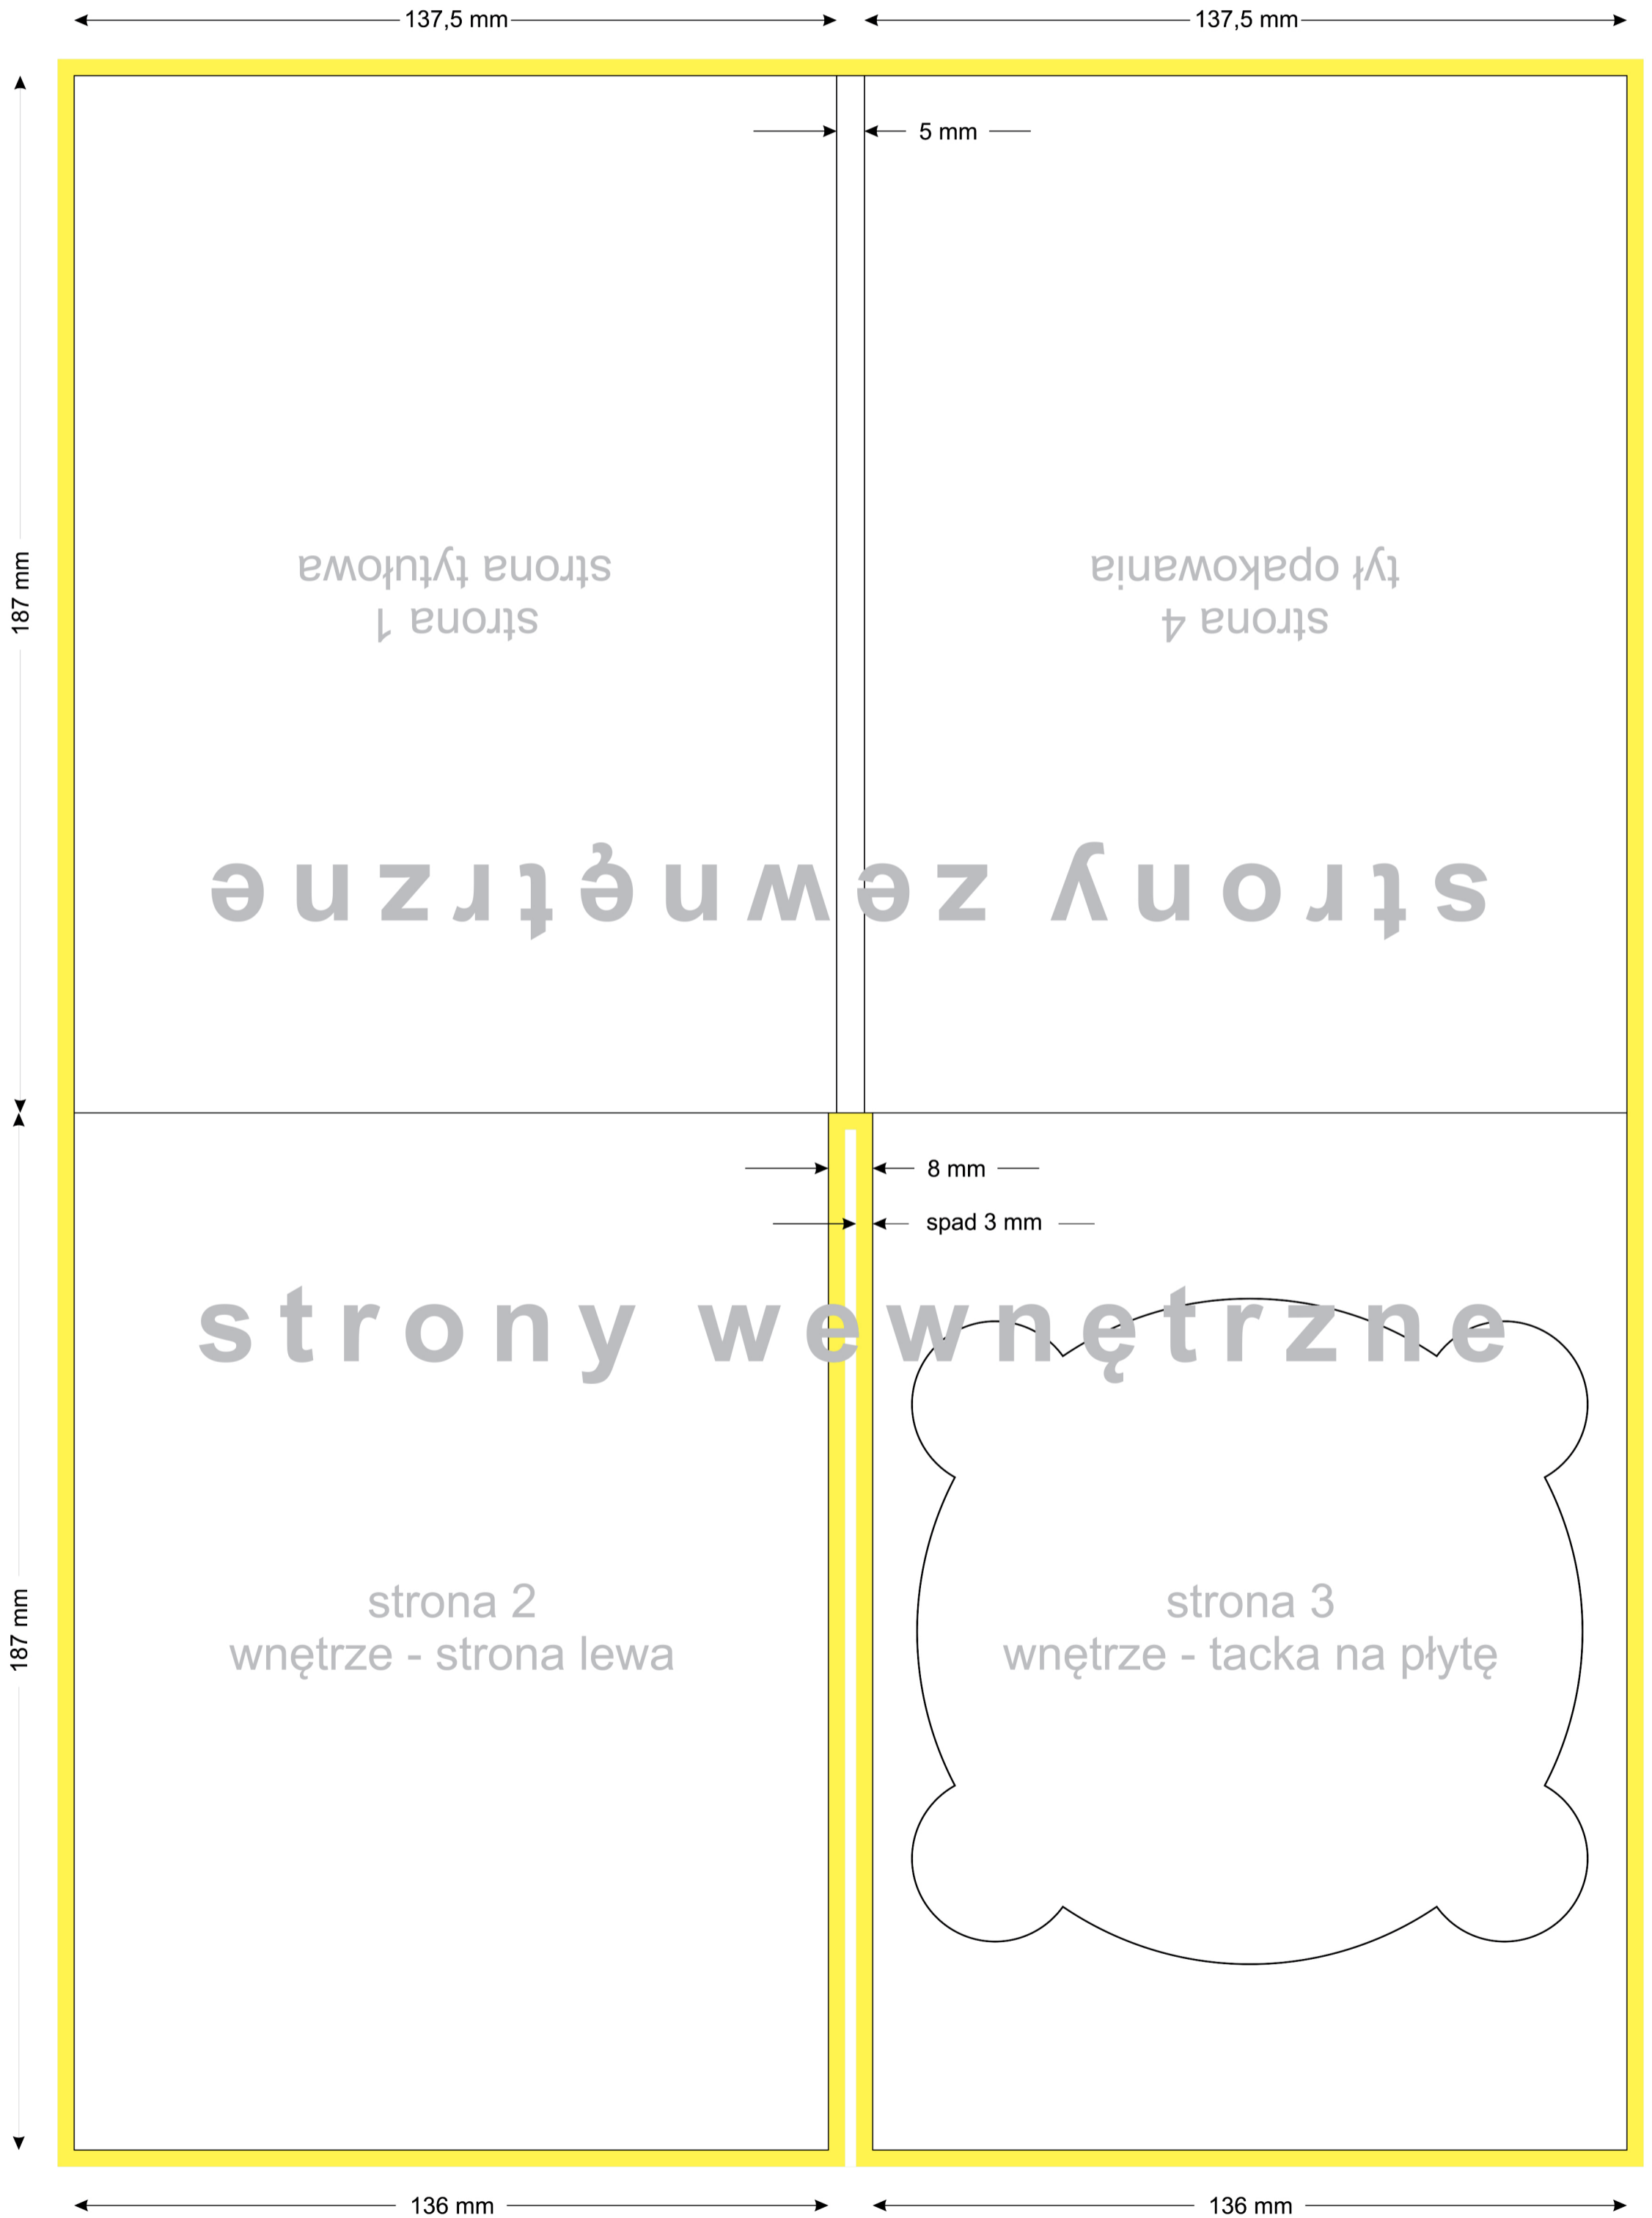 137,5 mm
137,5 mm
5 mm
187 mm
strona 1
strona tytułowa
strona 4
tył opakowania
strony zewnętrzne
8 mm
spad 3 mm
strony wewnętrzne
187 mm
strona 2
wnętrze - strona lewa
strona 3
wnętrze - tacka na płytę
136 mm
136 mm